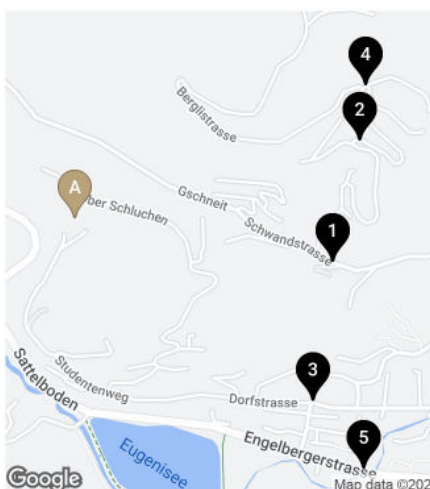 4
2
Berglistrasse
A
ber Schluchen
Gschneit
Schwandstrasse
1
Sattelboden
Studentenweg
3
Dorfstrasse
Engelbergerstrasse
5
Eugenisee
Google
Map data ©202